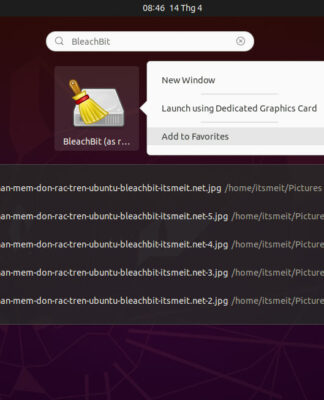 08:46 14 Thg 4
BleachBit
New Window
Launch using Dedicated Graphics Card
Add to Favorites
BleachBit (as r...
an-mem-don-rac-tren-ubuntu-bleachbit-itsmeit.net.jpg /home/itsmeit/Pictures
an-mem-don-rac-tren-ubuntu-bleachbit-itsmeit.net-5.jpg /home/itsmeit/Picture
an-mem-don-rac-tren-ubuntu-bleachbit-itsmeit.net-4.jpg /home/itsmeit/Picture
an-mem-don-rac-tren-ubuntu-bleachbit-itsmeit.net-3.jpg /home/itsmeit/Picture
an-mem-don-rac-tren-ubuntu-bleachbit-itsmeit.net-2.jpg /home/itsmeit/Picture